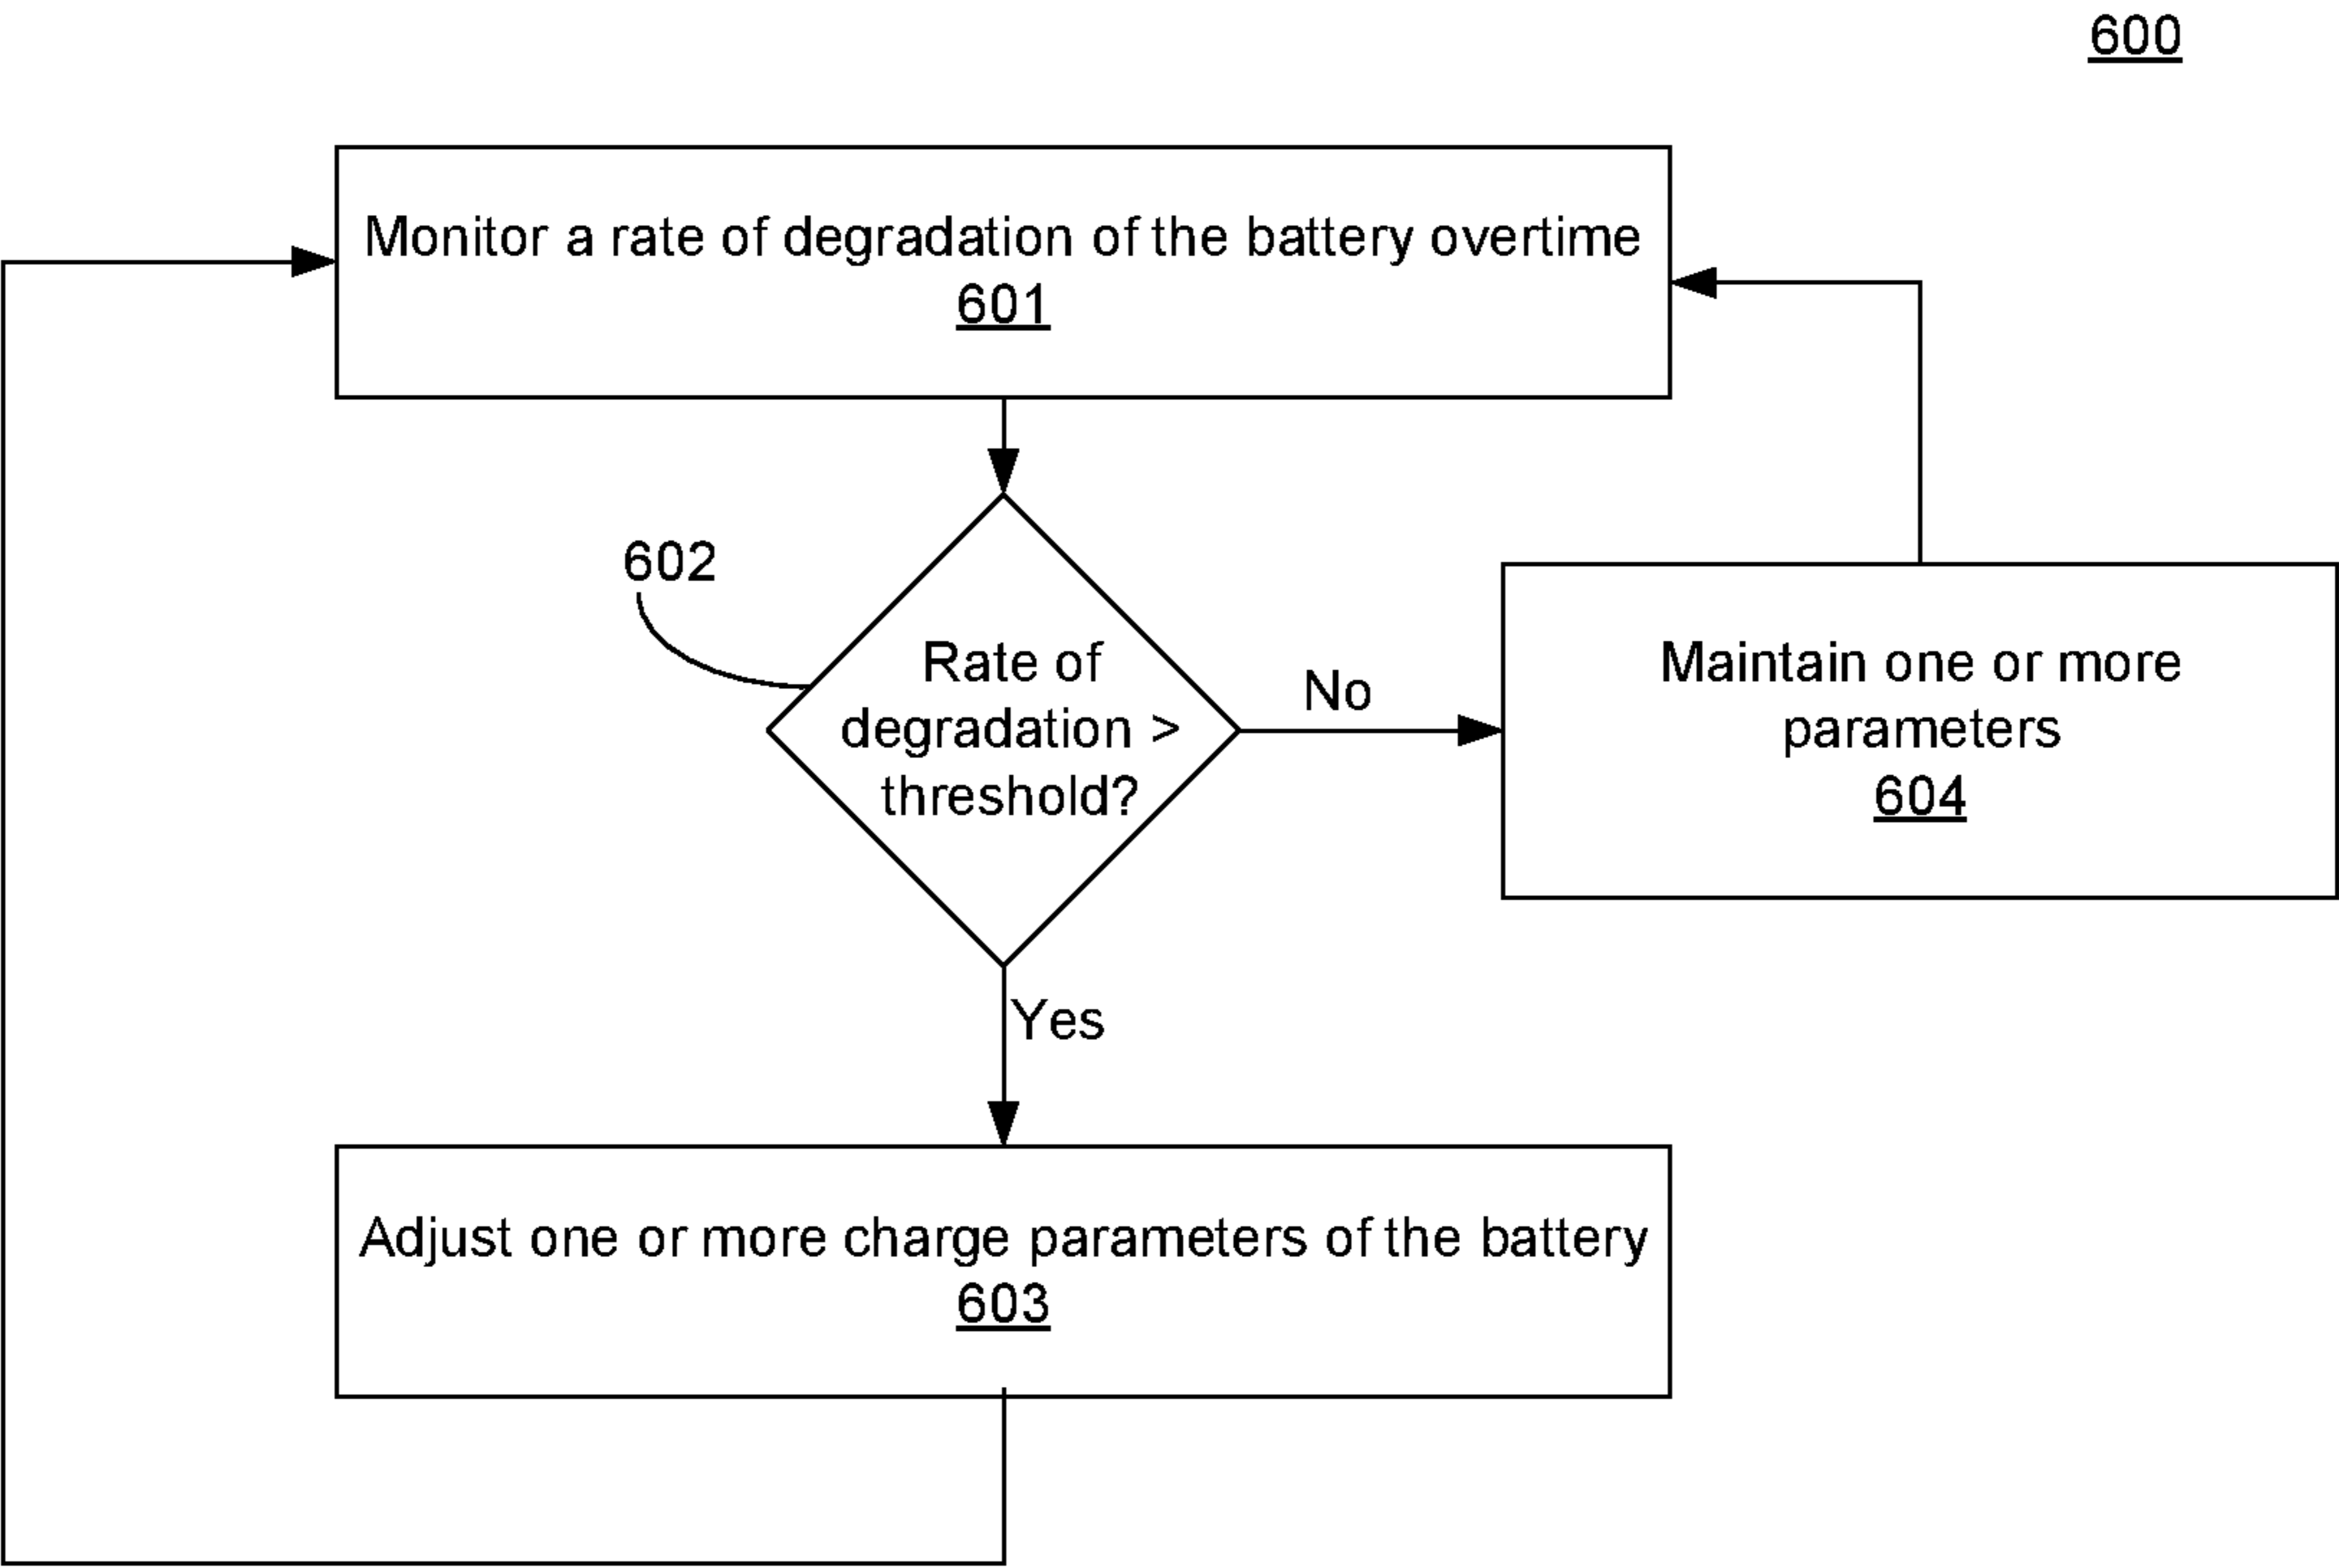 600
Monitor a rate of degradation of the battery overtime
601
602
Rate of
degradation >
threshold?
No
Maintain one or more
parameters
604
Yes
Adjust one or more charge parameters of the battery
603